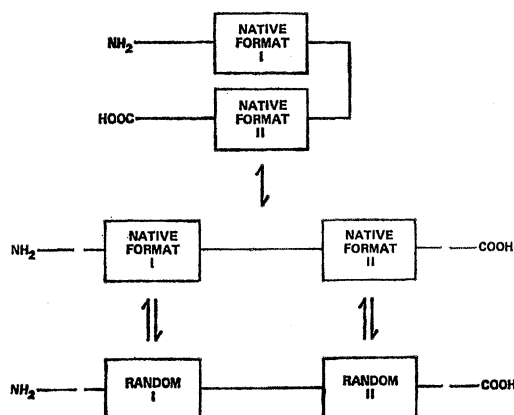 NH₂
NATIVE
FORMAT
I
HOOC
NATIVE
FORMAT
II
NH₂
NATIVE
FORMAT
I
NATIVE
FORMAT
II
COOH
NH₂
RANDOM
I
RANDOM
II
COOH